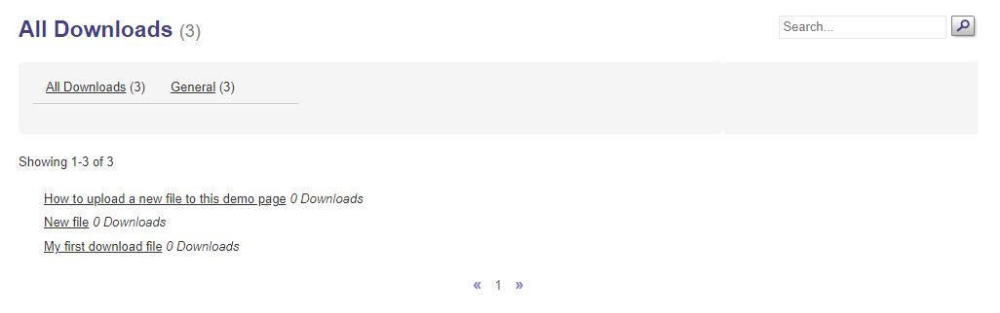 All Downloads (3)
Search...
All Downloads (3) General (3)
Showing 1-3 of 3
How to upload a new file to this demo page 0 Downloads
New file 0 Downloads
My first download file 0 Downloads
« 1 »